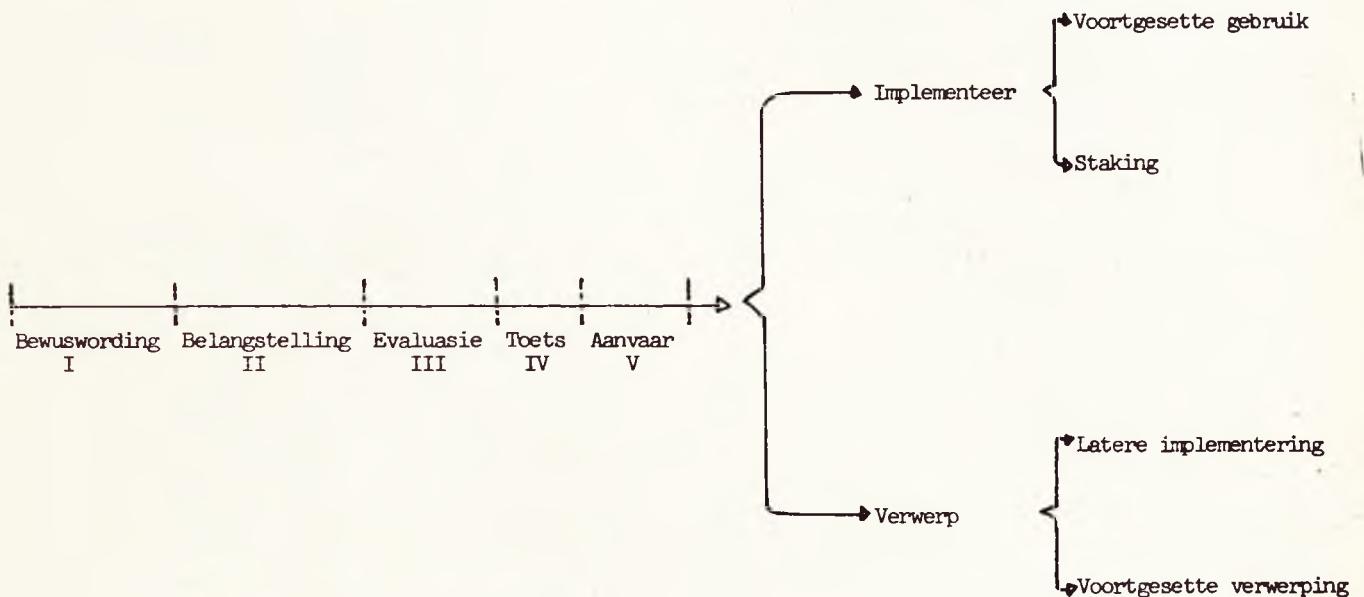 Voortgesette gebruik
Implementeer
Staking
Bewuswording Belangstelling Evaluasie Toets Aanvaar
I II III IV V
Latere implementering
Verwerp
Voortgesette verwerping